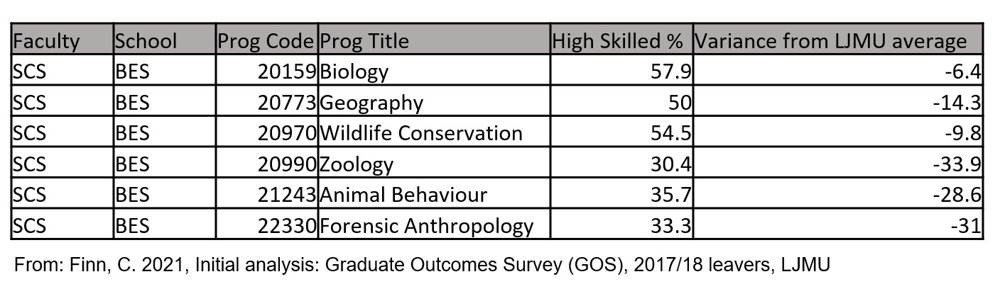 Faculty School Prog Code Prog Title High Skilled % Variance from LJMU average
SCS BES 20159 Biology 57.9 -6.4
SCS BES 20773 Geography 50 -14.3
SCS BES 20970 Wildlife Conservation 54.5 -9.8
SCS BES 20990 Zoology 30.4 -33.9
SCS BES 21243 Animal Behaviour 35.7 -28.6
SCS BES 22330 Forensic Anthropology 33.3 -31
From: Finn, C. 2021, Initial analysis: Graduate Outcomes Survey (GOS), 2017/18 leavers, LJMU